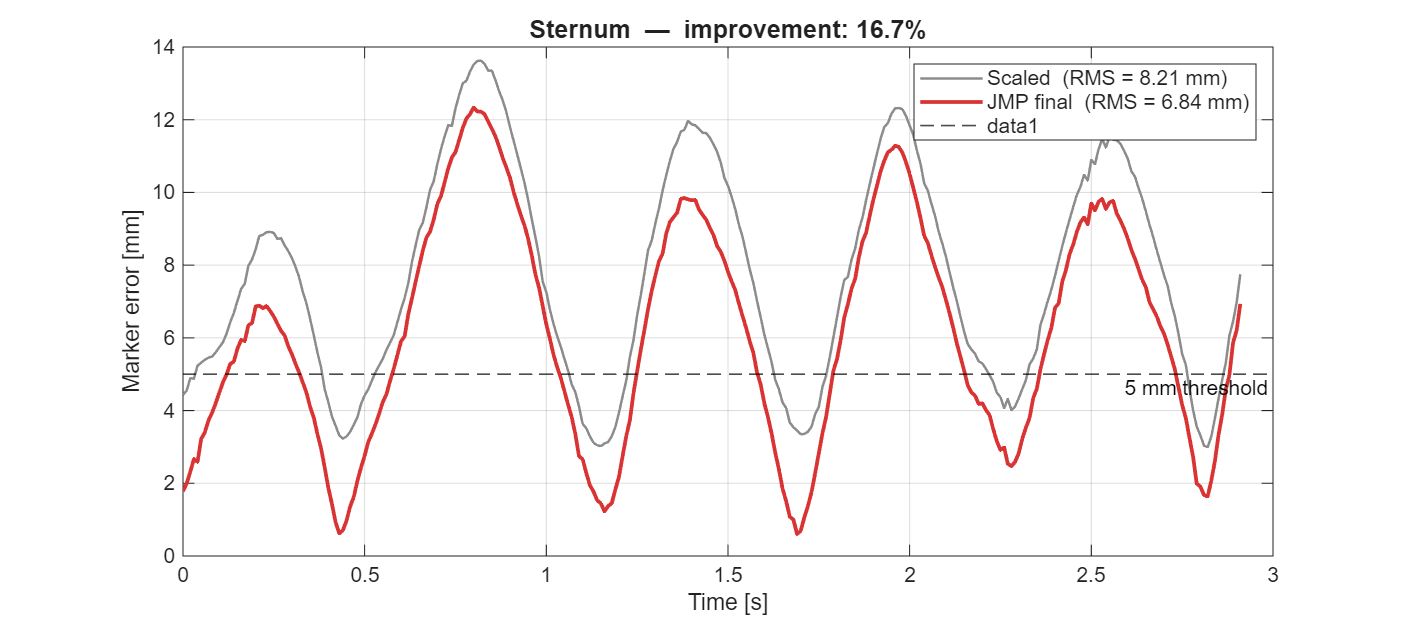 Sternum — improvement: 16.7%
Scaled (RMS = 8.21 mm)
JMP final (RMS = 6.84 mm)
data1
Marker error [mm]
14
12
10
8
6
4
2
0
5 mm threshold
0 0.5 1 1.5 2 2.5 3
Time [s]